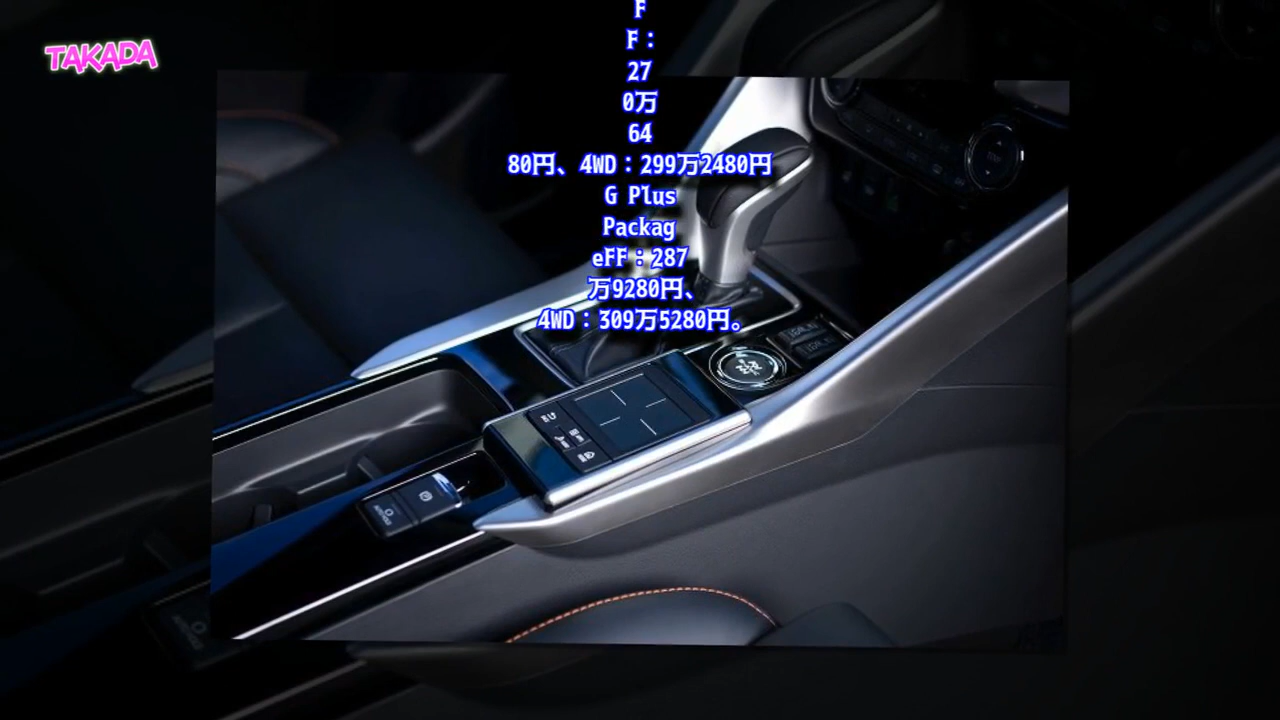 TAKADA
F
F：
27
0万
64
80円、4WD：299万2480円
G Plus
Packag
eFF：287
万9280円、
4WD：309万5280円。